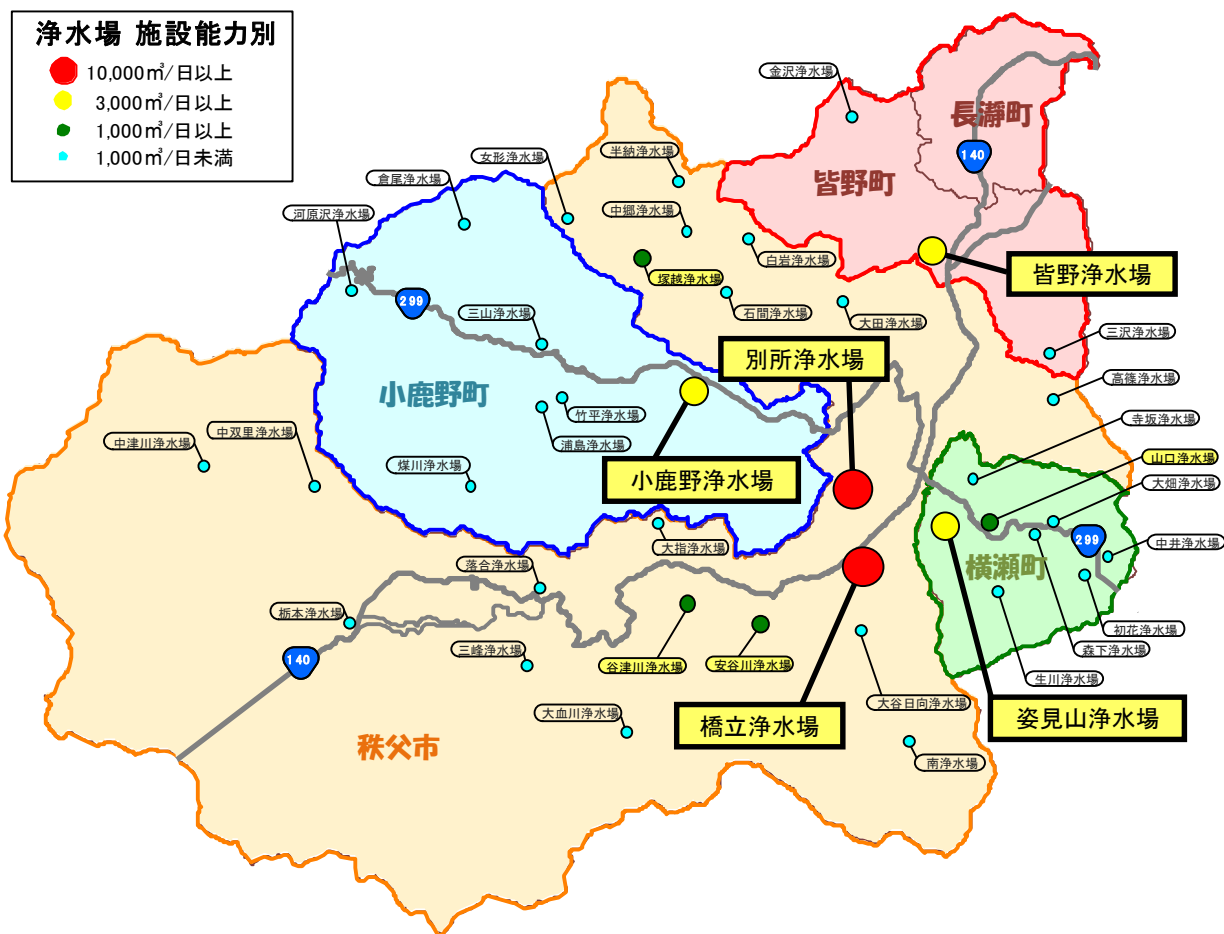 浄水場 施設能力別
10,000㎥/日以上
3,000㎥/日以上
1,000㎥/日以上
1,000㎥/日未満
金沢浄水場
長瀞町
140
皆野町
半納浄水場
女形浄水場
倉尾浄水場
河原沢浄水場
中郷浄水場
白岩浄水場
皆野浄水場
塚越浄水場
299
三山浄水場
石間浄水場
大田浄水場
三沢浄水場
別所浄水場
高篠浄水場
小鹿野町
竹平浄水場
寺坂浄水場
中津川浄水場
中双里浄水場
浦島浄水場
山口浄水場
煤川浄水場
小鹿野浄水場
大畑浄水場
大指浄水場
299
中井浄水場
落合浄水場
横瀬町
栃本浄水場
初花浄水場
三峰浄水場
森下浄水場
140
谷津川浄水場
安谷川浄水場
生川浄水場
大谷日向浄水場
大血川浄水場
橋立浄水場
姿見山浄水場
秩父市
南浄水場